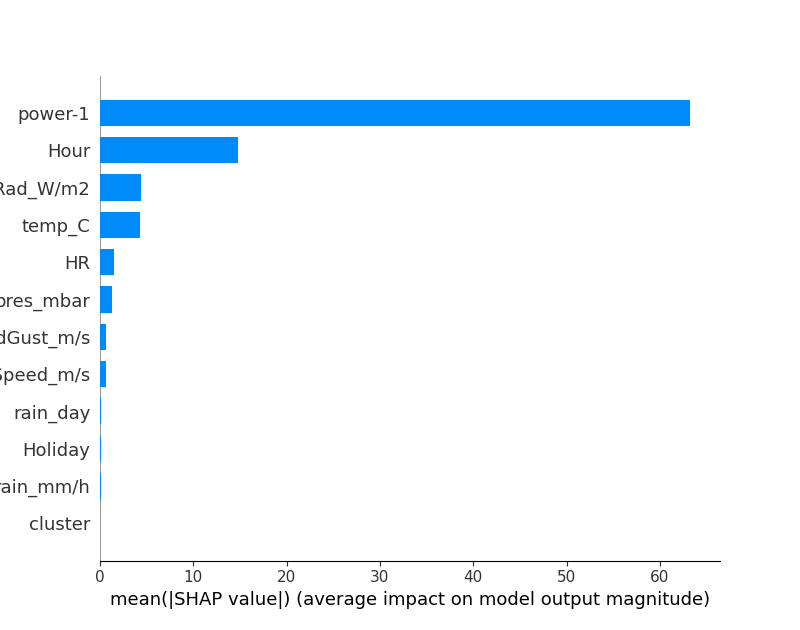 power-1
Hour
Rad_W/m2
temp_C
HR
pres_mbar
dGust_m/s
Speed_m/s
rain_day
Holiday
rain_mm/h
cluster
0 10 20 30 40 50 60
mean(|SHAP value|) (average impact on model output magnitude)